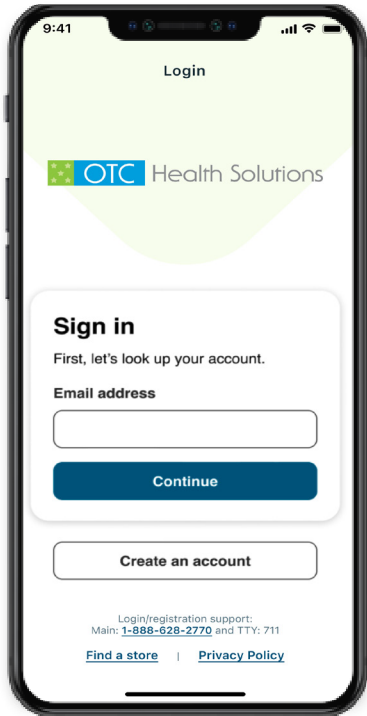 9:41
Login
OTC Health Solutions
Sign in
First, let's look up your account.
Email address
Continue
Create an account
Login/registration support:
Main: 1-888-628-2770 and TTY: 711
Find a store | Privacy Policy